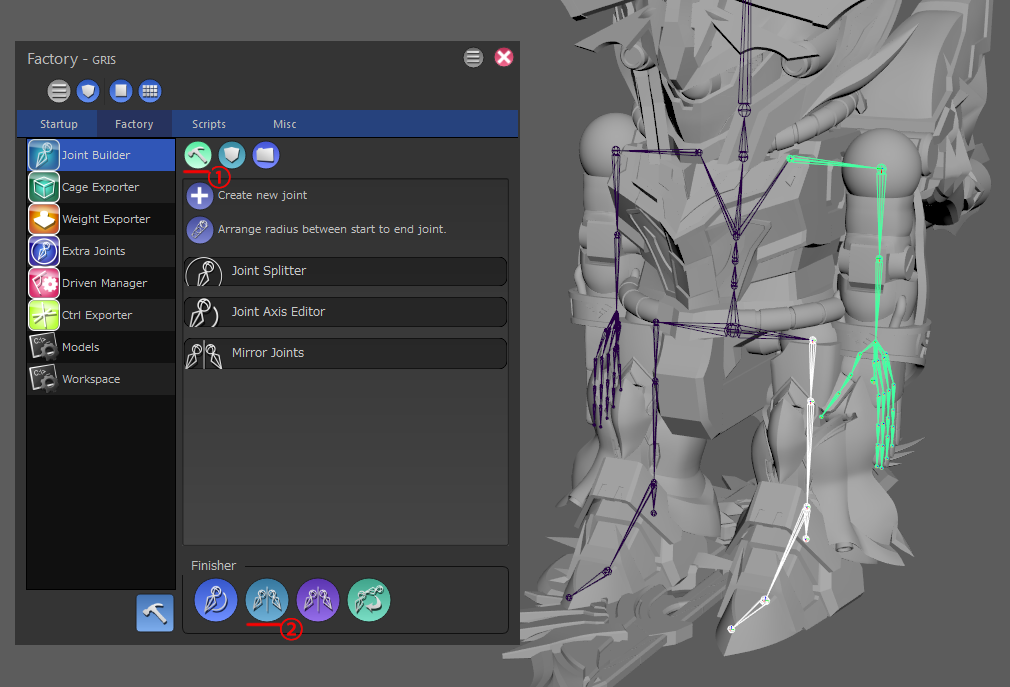 Factory - GRIS
Startup
Factory
Scripts
Misc
Joint Builder
Cage Exporter
Weight Exporter
Extra Joints
Driven Manager
Ctrl Exporter
Models
Workspace
①
Create new joint
Arrange radius between start to end joint.
Joint Splitter
Joint Axis Editor
Mirror Joints
Finisher
②